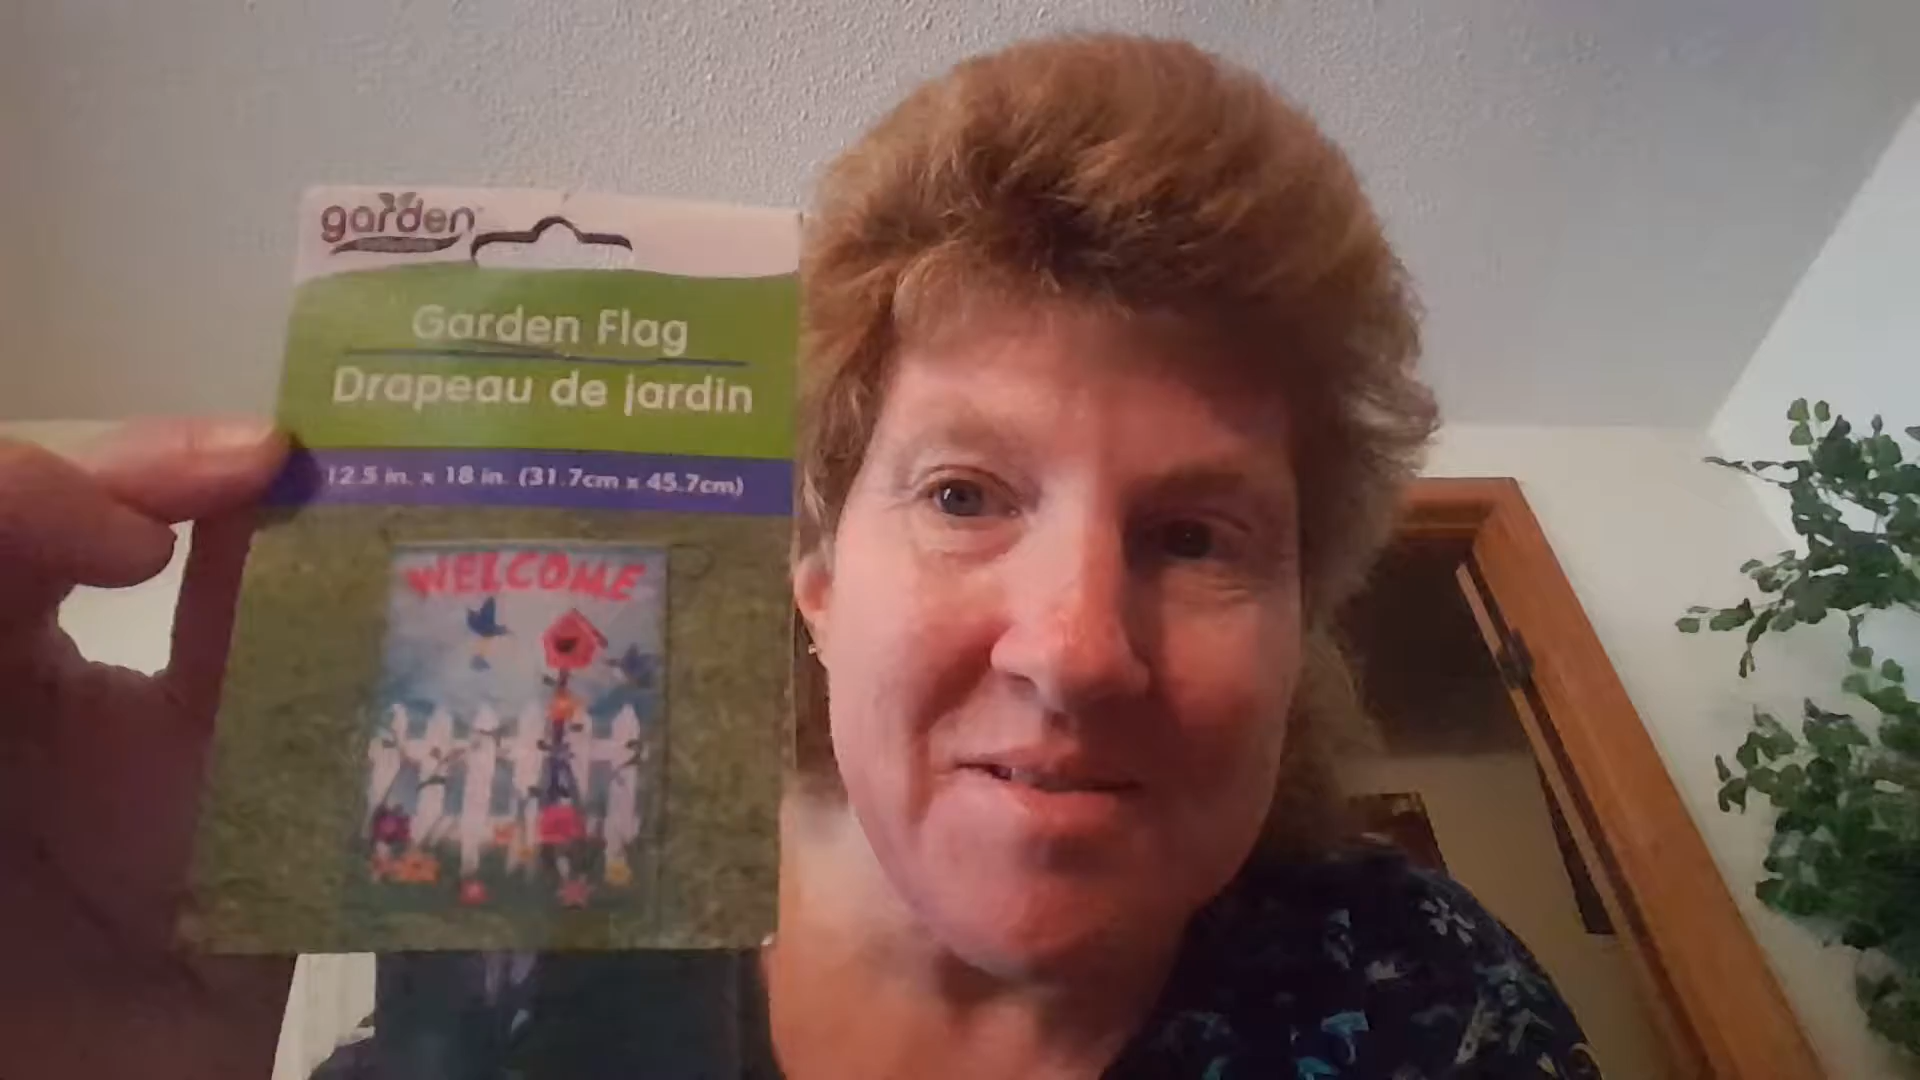 garden
Garden Flag
Drapeau de jardin
12.5 in. x 18 in. (31.7cm x 45.7cm)
WELCOME